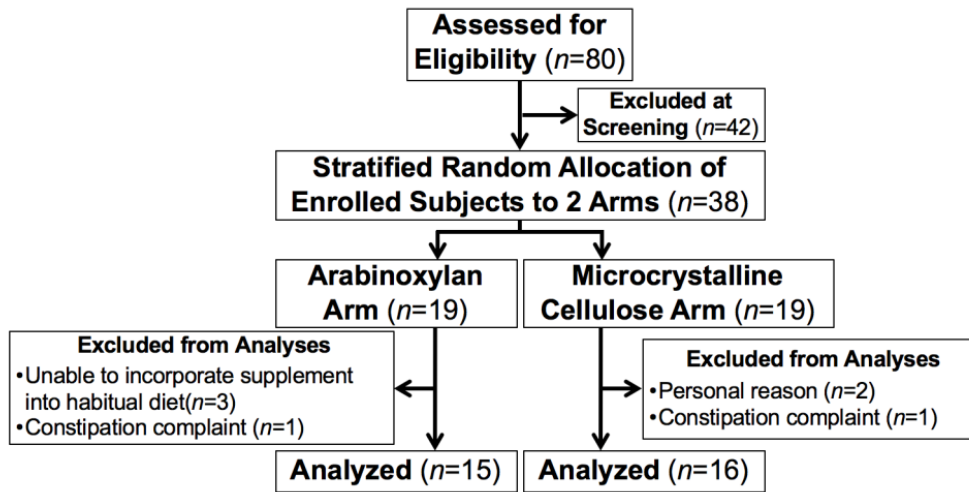 Assessed for
Eligibility (n=80)
Excluded at
Screening (n=42)
Stratified Random Allocation of
Enrolled Subjects to 2 Arms (n=38)
Arabinoxylan
Arm (n=19)
Microcrystalline
Cellulose Arm (n=19)
Excluded from Analyses
•Unable to incorporate supplement
into habitual diet(n=3)
•Constipation complaint (n=1)
Excluded from Analyses
•Personal reason (n=2)
•Constipation complaint (n=1)
Analyzed (n=15)
Analyzed (n=16)